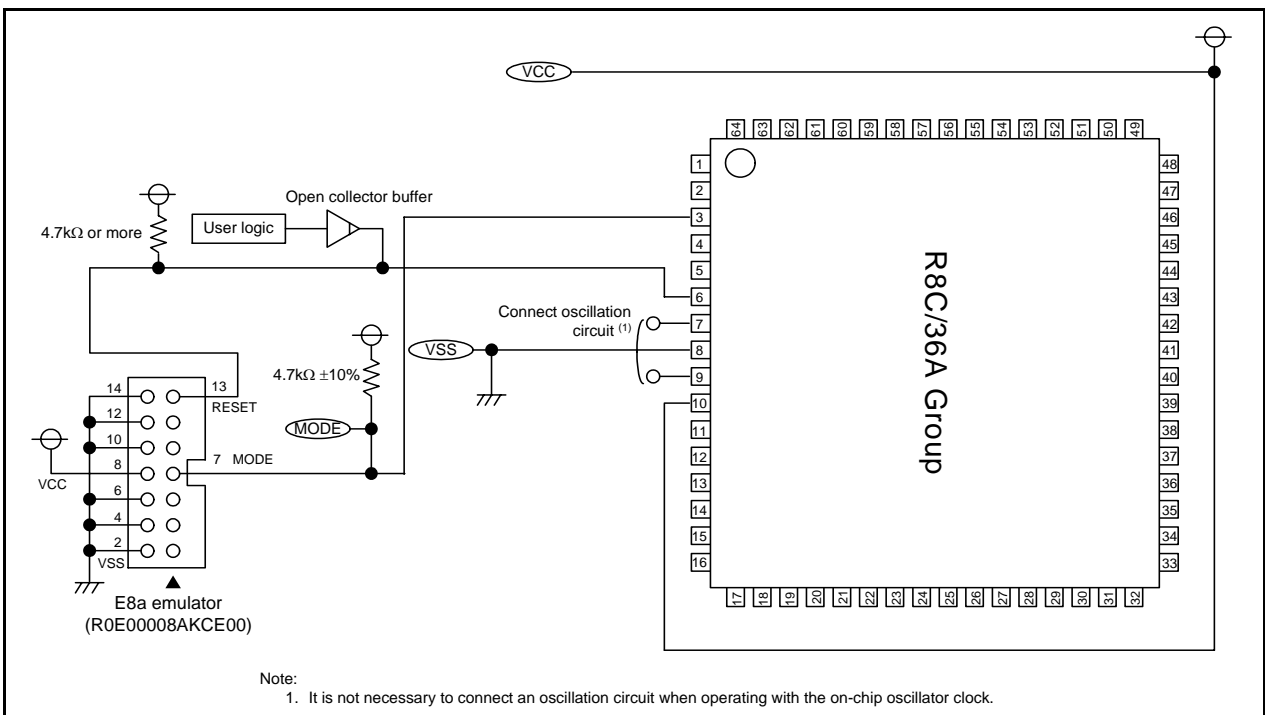 VCC
64 63 62 61 60 59 58 57 56 55 54 53 52 51 50 49
1 48
2 47
3 46
4 45
5 44
6 43
7 42
8 41
9 40
10 39
11 38
12 37
13 36
14 35
15 34
16 33
17 18 19 20 21 22 23 24 25 26 27 28 29 30 31 32
R8C/36A Group
Open collector buffer
User logic
4.7kΩ or more
Connect oscillation
circuit (1)
VSS
4.7kΩ ±10%
MODE
14 13
RESET
12
10
8 7 MODE
VCC
6
4
2
VSS
E8a emulator
(R0E00008AKCE00)
Note:
1. It is not necessary to connect an oscillation circuit when operating with the on-chip oscillator clock.